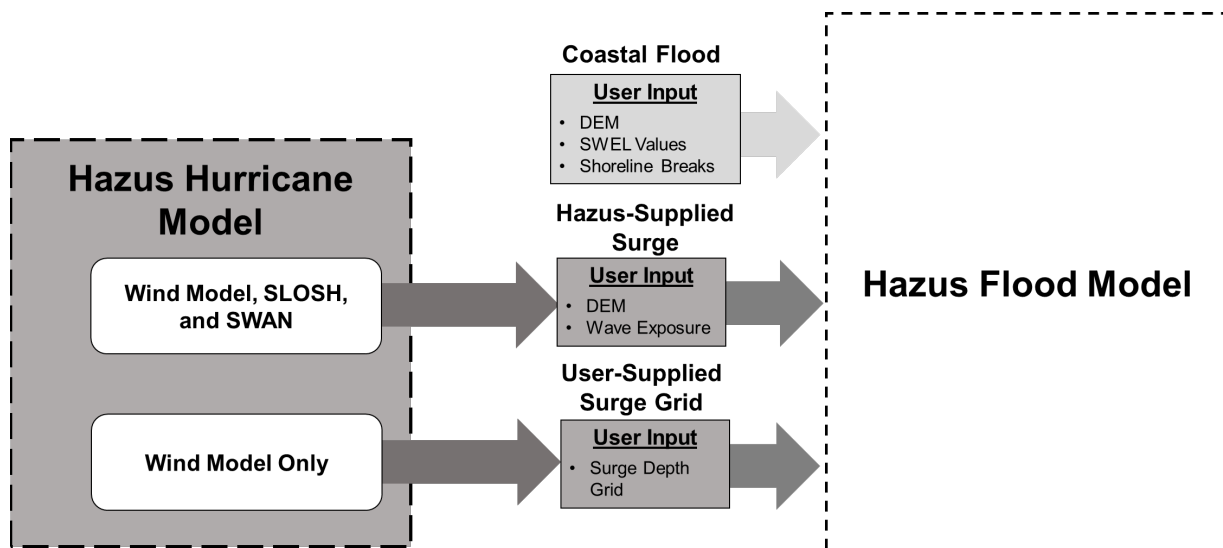 Coastal Flood
User Input
• DEM
• SWEL Values
• Shoreline Breaks
Hazus Hurricane
Model
Wind Model, SLOSH,
and SWAN
Wind Model Only
Hazus-Supplied
Surge
User Input
• DEM
• Wave Exposure
User-Supplied
Surge Grid
User Input
• Surge Depth
Grid
Hazus Flood Model